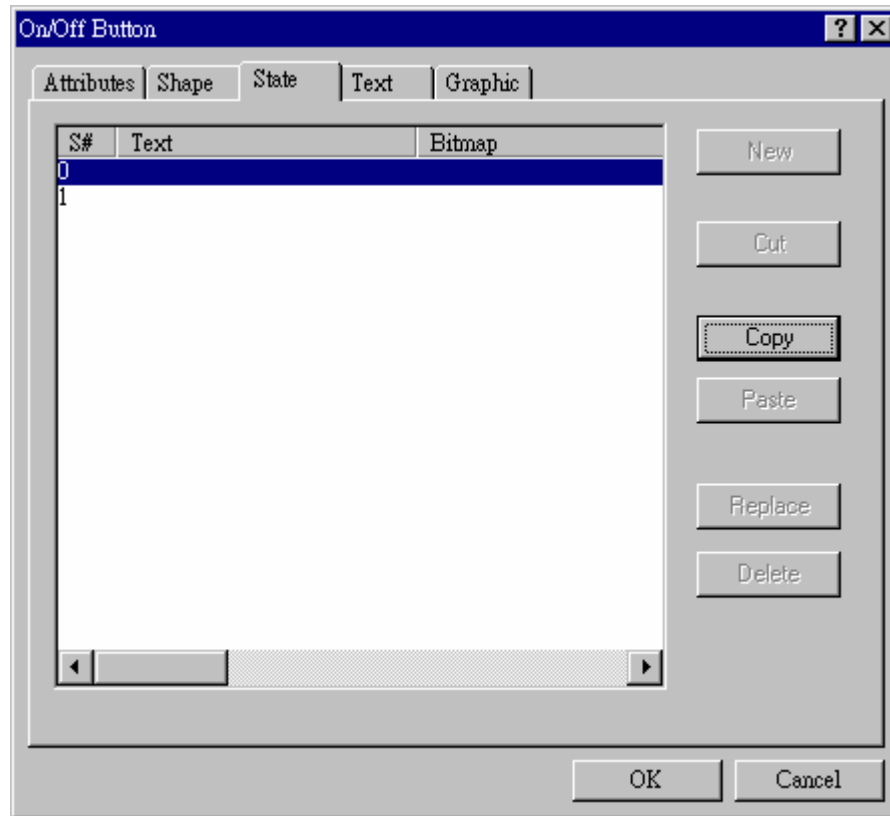 On/Off Button
Attributes Shape State Text Graphic
S# Text Bitmap
0
1
New
Cut
Copy
Paste
Replace
Delete
OK Cancel